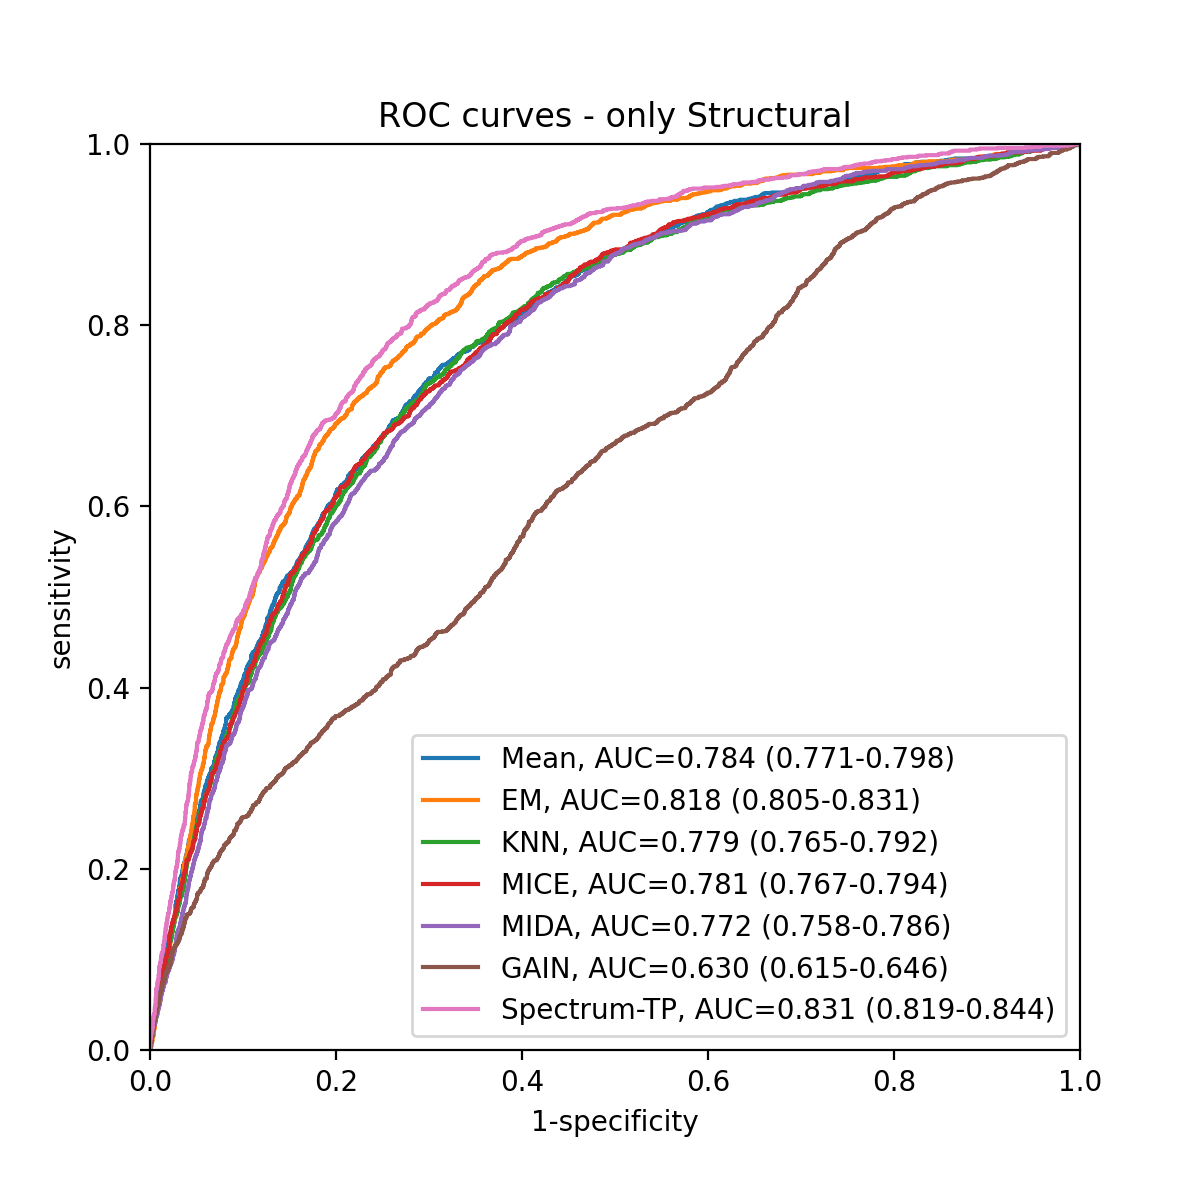 ROC curves - only Structural
1.0
0.8
0.6
0.4
0.2
0.0
sensitivity
Mean, AUC=0.784 (0.771-0.798)
EM, AUC=0.818 (0.805-0.831)
KNN, AUC=0.779 (0.765-0.792)
MICE, AUC=0.781 (0.767-0.794)
MIDA, AUC=0.772 (0.758-0.786)
GAIN, AUC=0.630 (0.615-0.646)
Spectrum-TP, AUC=0.831 (0.819-0.844)
0.0 0.2 0.4 0.6 0.8 1.0
1-specificity